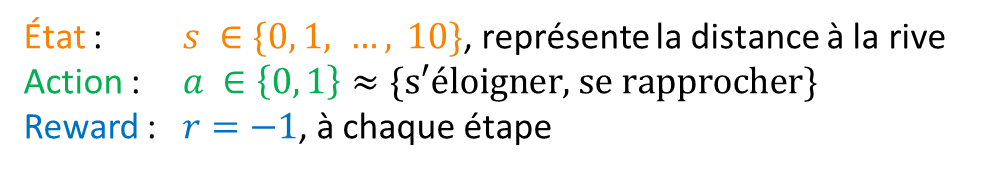 État : s ∈ {0, 1, …, 10}, représente la distance à la rive
Action : a ∈ {0, 1} ≈ {s′éloigner, se rapprocher}
Reward : r = −1, à chaque étape